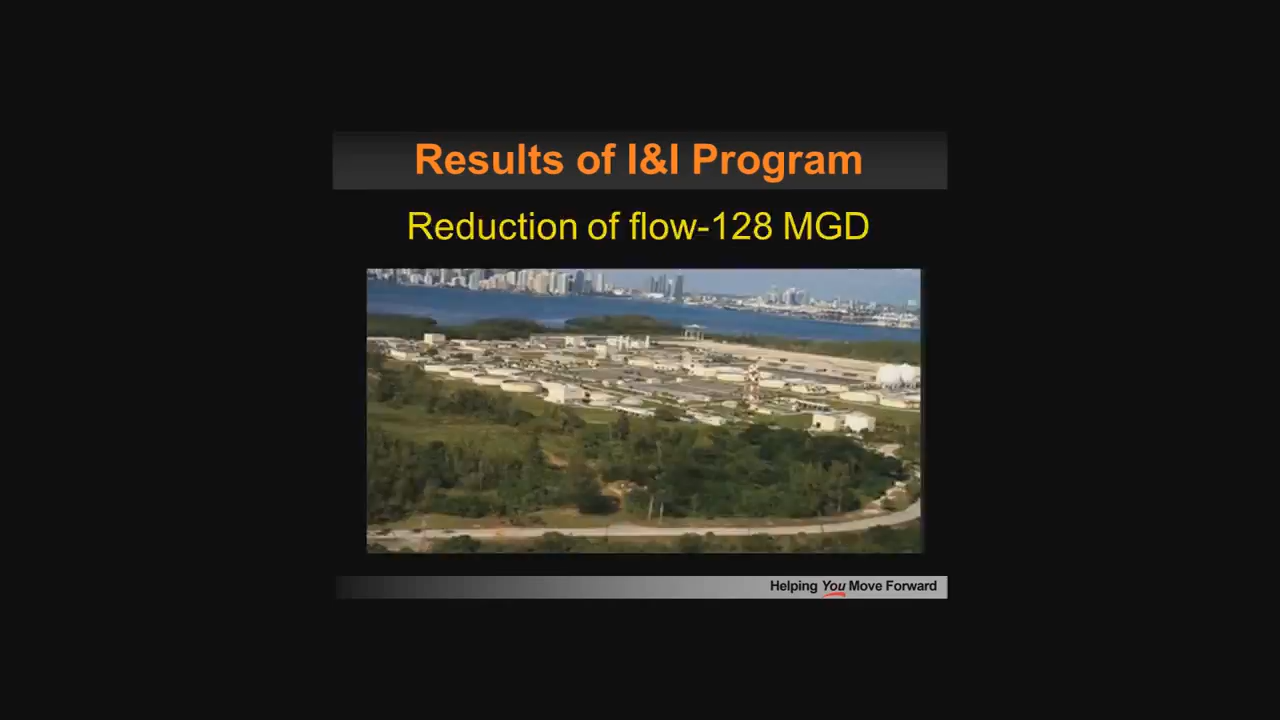 Results of I&I Program
Reduction of flow-128 MGD
Helping You Move Forward